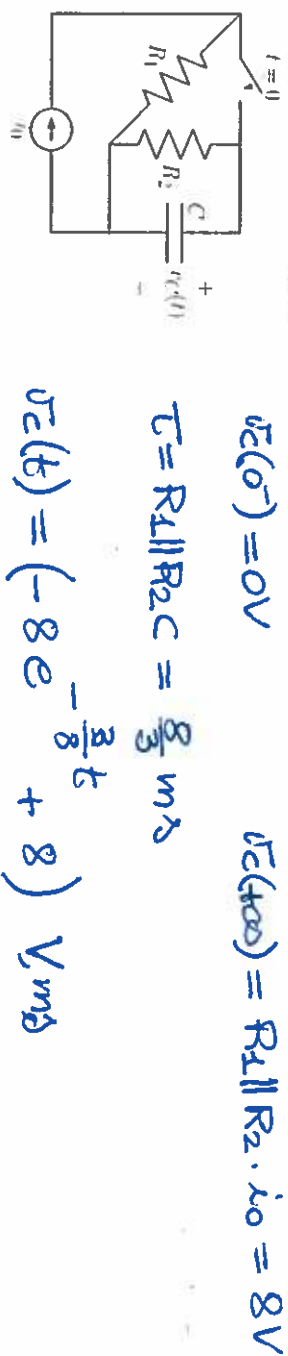 t = 0
R₁
R₂
C
+
vc(t)
-
i₀
vc(0⁻) = 0V
vc(+∞) = R1||R2 · i0 = 8V
τ = R1||R2 C = 8/3 ms
vc(t) = (-8e^(-3/8 t) + 8) V ms